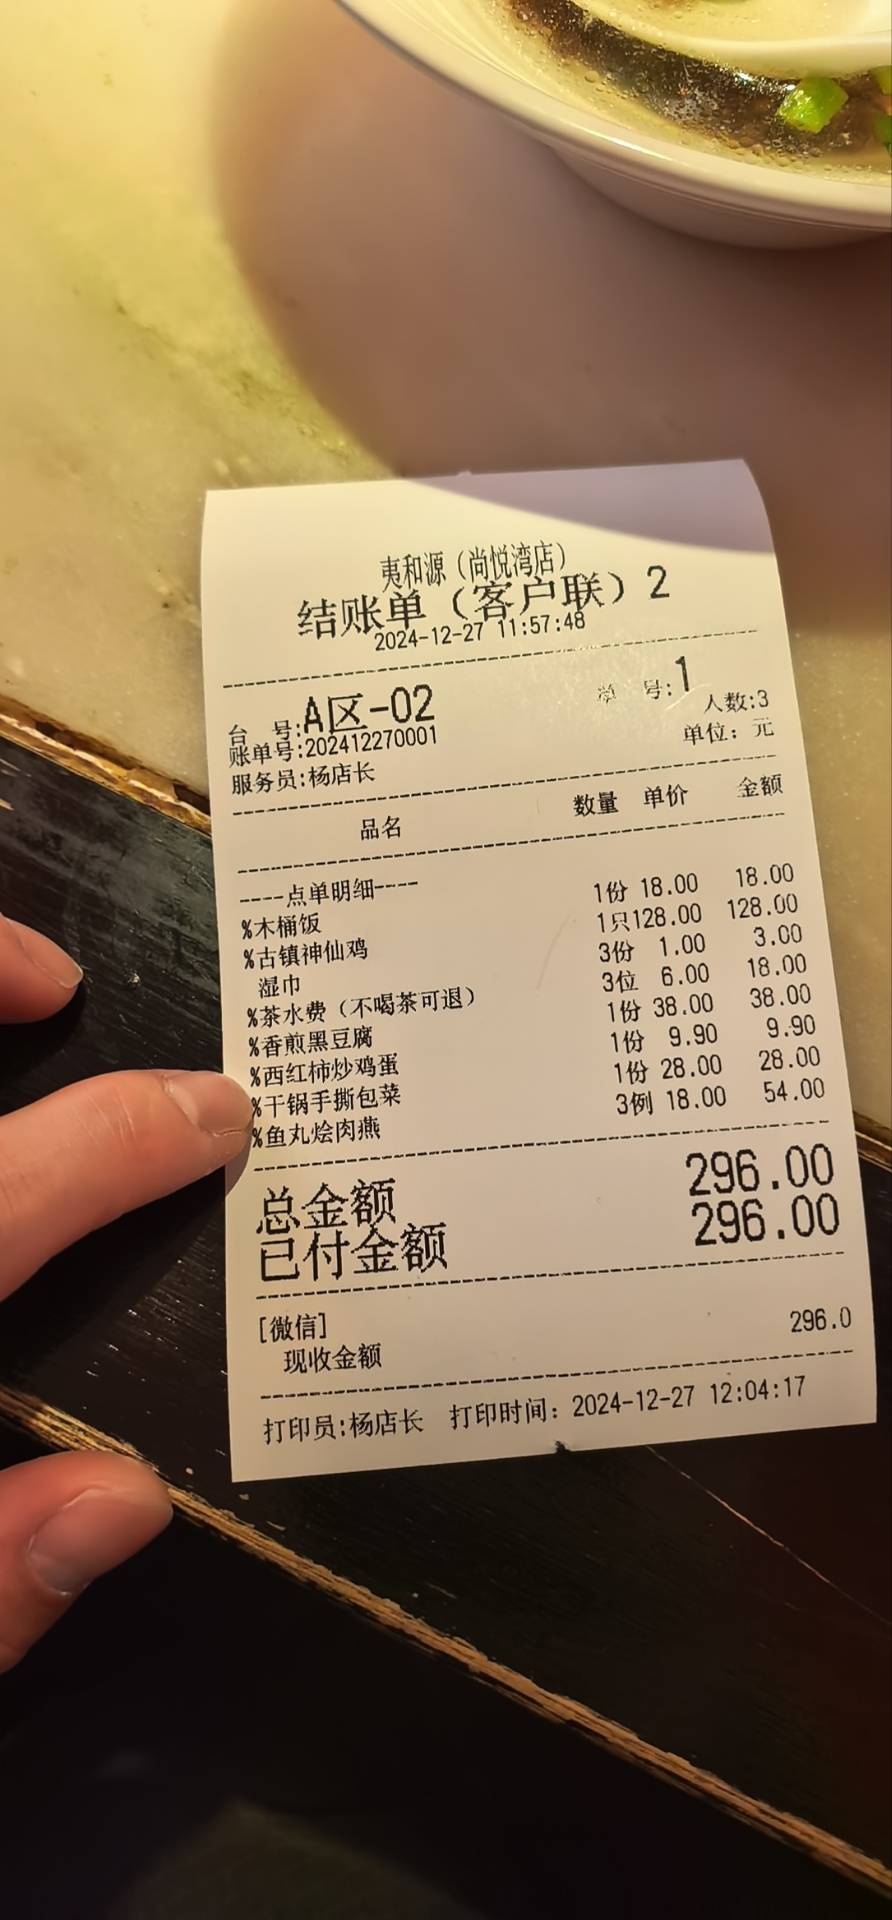 夷和源（尚悦湾店）
结账单（客户联）2
2024-12-27 11:57:48
台 号:A区-02 单 号:1
账单号:202412270001 人数:3
服务员:杨店长 单位：元
品名 数量 单价 金额
----点单明细----
%木桶饭 1份 18.00 18.00
%古镇神仙鸡 1只128.00 128.00
湿巾 3份 1.00 3.00
%茶水费（不喝茶可退） 3位 6.00 18.00
%香煎黑豆腐 1份 38.00 38.00
%西红柿炒鸡蛋 1份 9.90 9.90
%干锅手撕包菜 1份 28.00 28.00
%鱼丸烩肉燕 3例 18.00 54.00
总金额 296.00
已付金额 296.00
[微信]
现收金额 296.0
打印员:杨店长 打印时间：2024-12-27 12:04:17